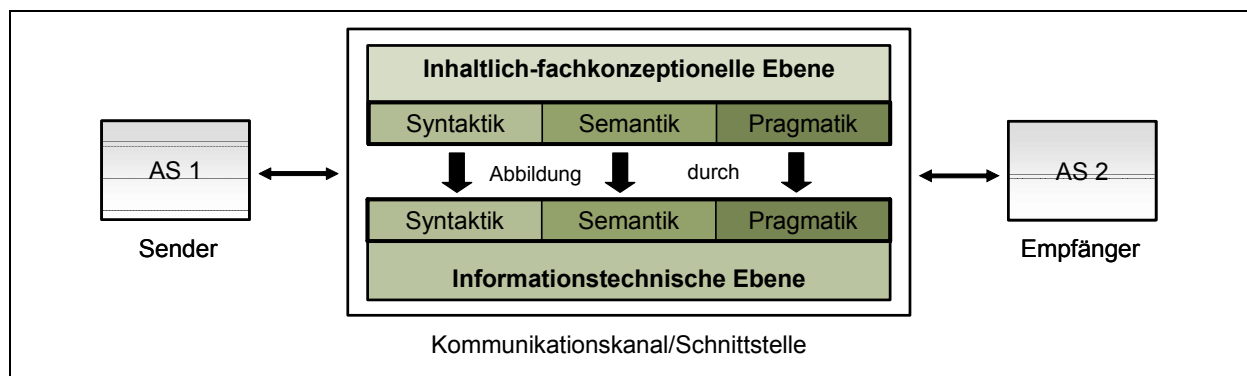 Inhaltlich-fachkonzeptionelle Ebene
Syntaktik Semantik Pragmatik
AS 1 Abbildung durch AS 2
Syntaktik Semantik Pragmatik
Sender Empfänger
Informationstechnische Ebene
Kommunikationskanal/Schnittstelle